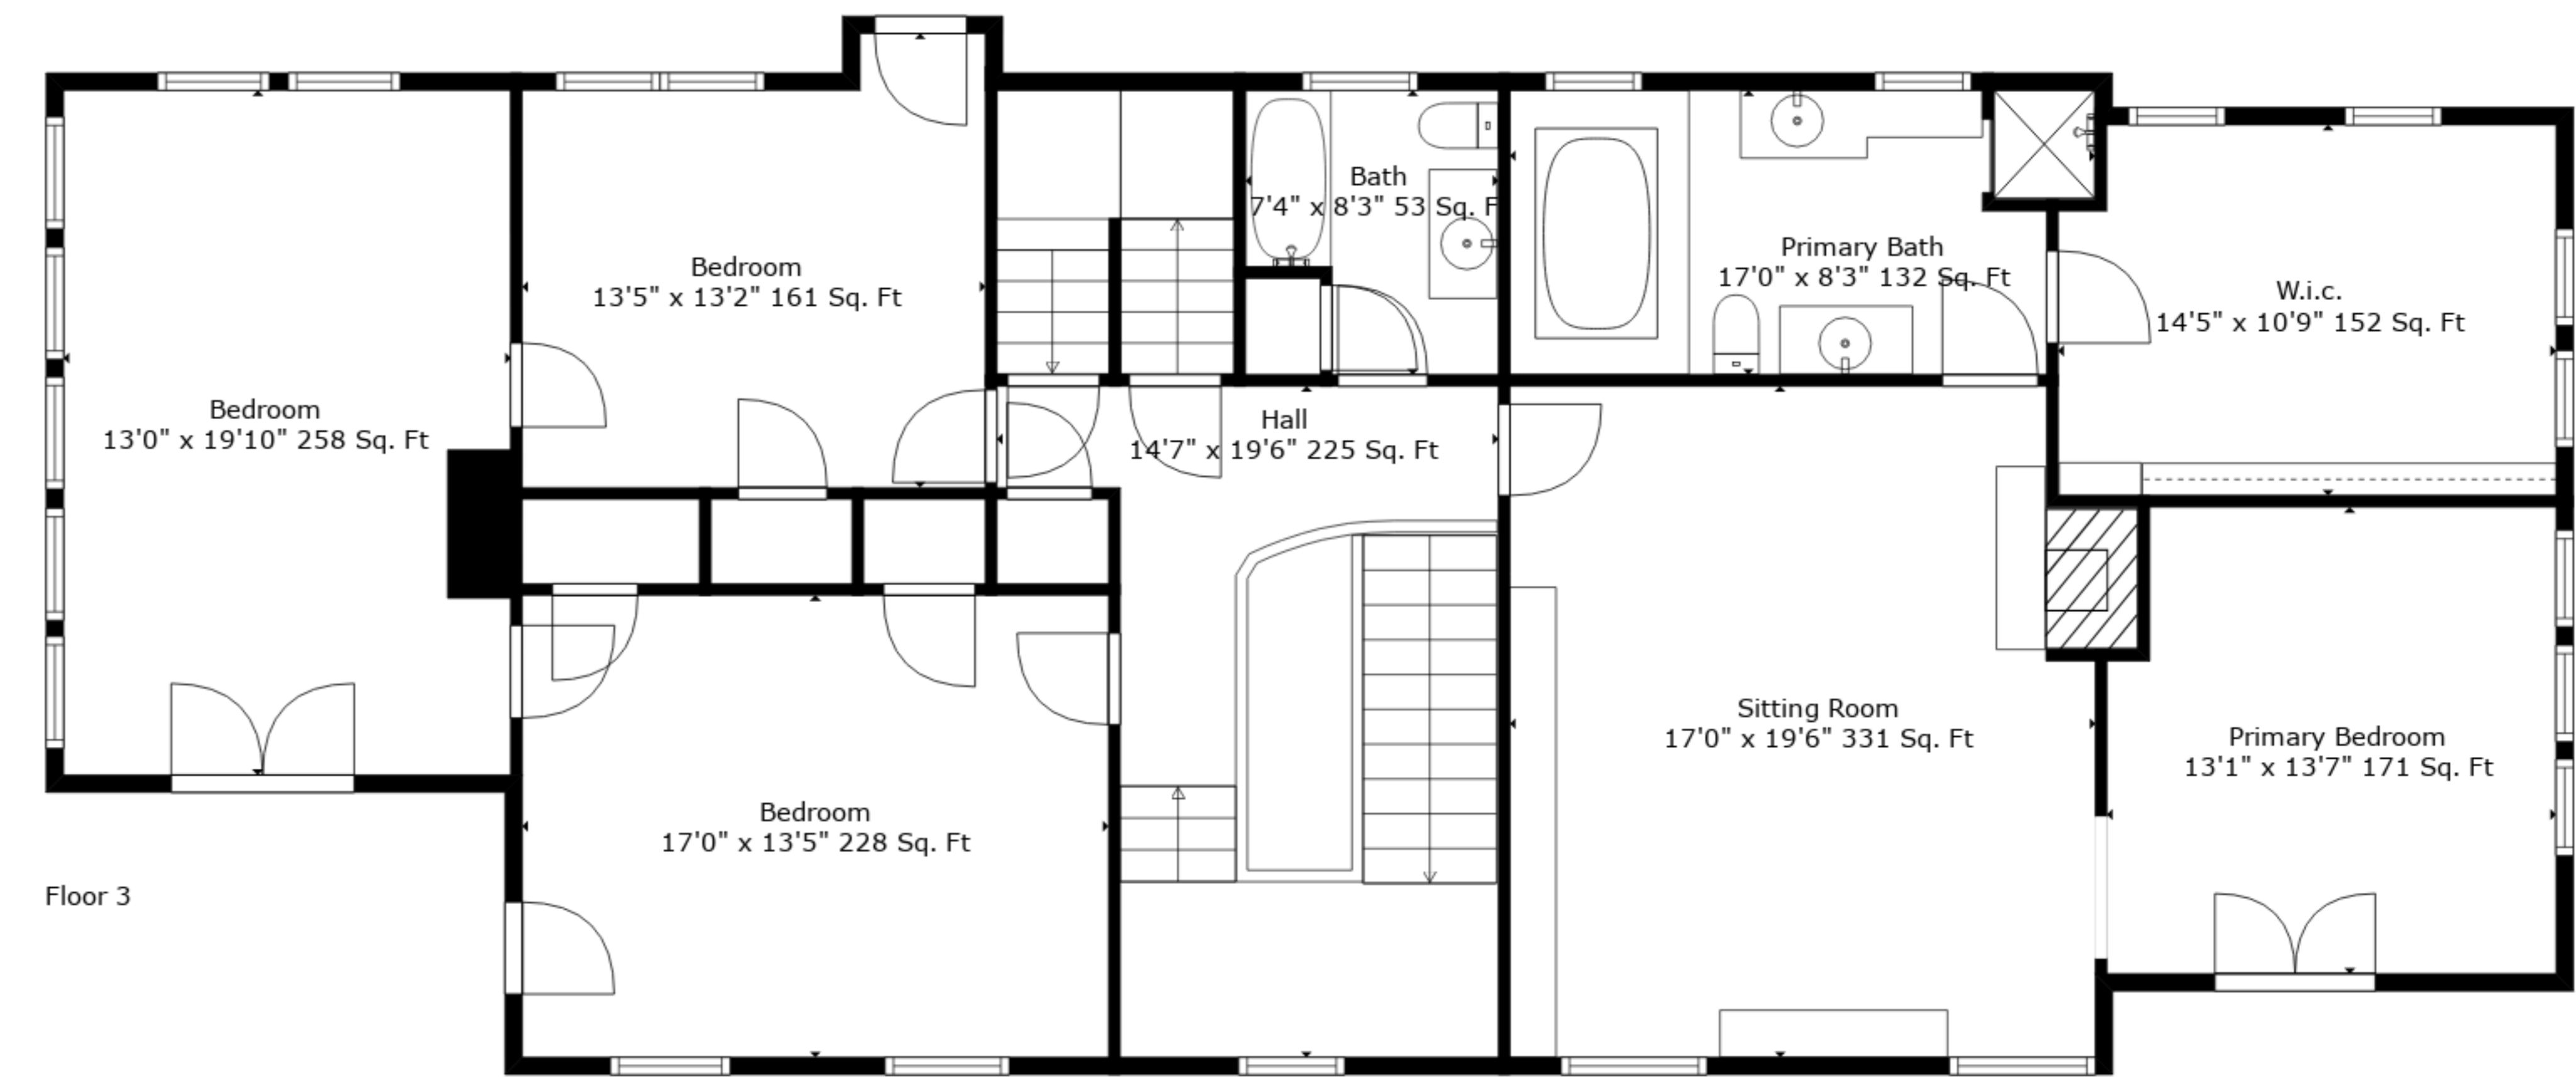 Bath
7'4" x 8'3" 53 Sq. F
Primary Bath
17'0" x 8'3" 132 Sq. Ft
Bedroom
13'5" x 13'2" 161 Sq. Ft
W.i.c.
14'5" x 10'9" 152 Sq. Ft
Bedroom
13'0" x 19'10" 258 Sq. Ft
Hall
14'7" x 19'6" 225 Sq. Ft
Sitting Room
17'0" x 19'6" 331 Sq. Ft
Primary Bedroom
13'1" x 13'7" 171 Sq. Ft
Bedroom
17'0" x 13'5" 228 Sq. Ft
Floor 3